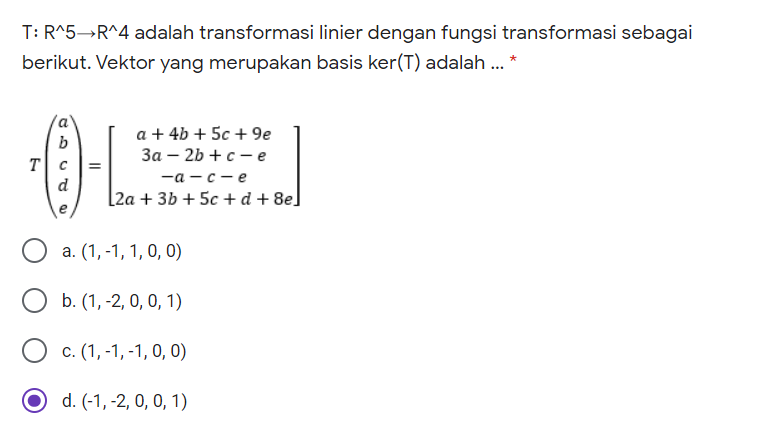 T: R^5→R^4 adalah transformasi linier dengan fungsi transformasi sebagai
berikut. Vektor yang merupakan basis ker(T) adalah ... *
a
b
T c =
d
e
a + 4b + 5c + 9e
3a − 2b + c − e
−a − c − e
2a + 3b + 5c + d + 8e
a. (1, -1, 1, 0, 0)
b. (1, -2, 0, 0, 1)
c. (1, -1, -1, 0, 0)
d. (-1, -2, 0, 0, 1)